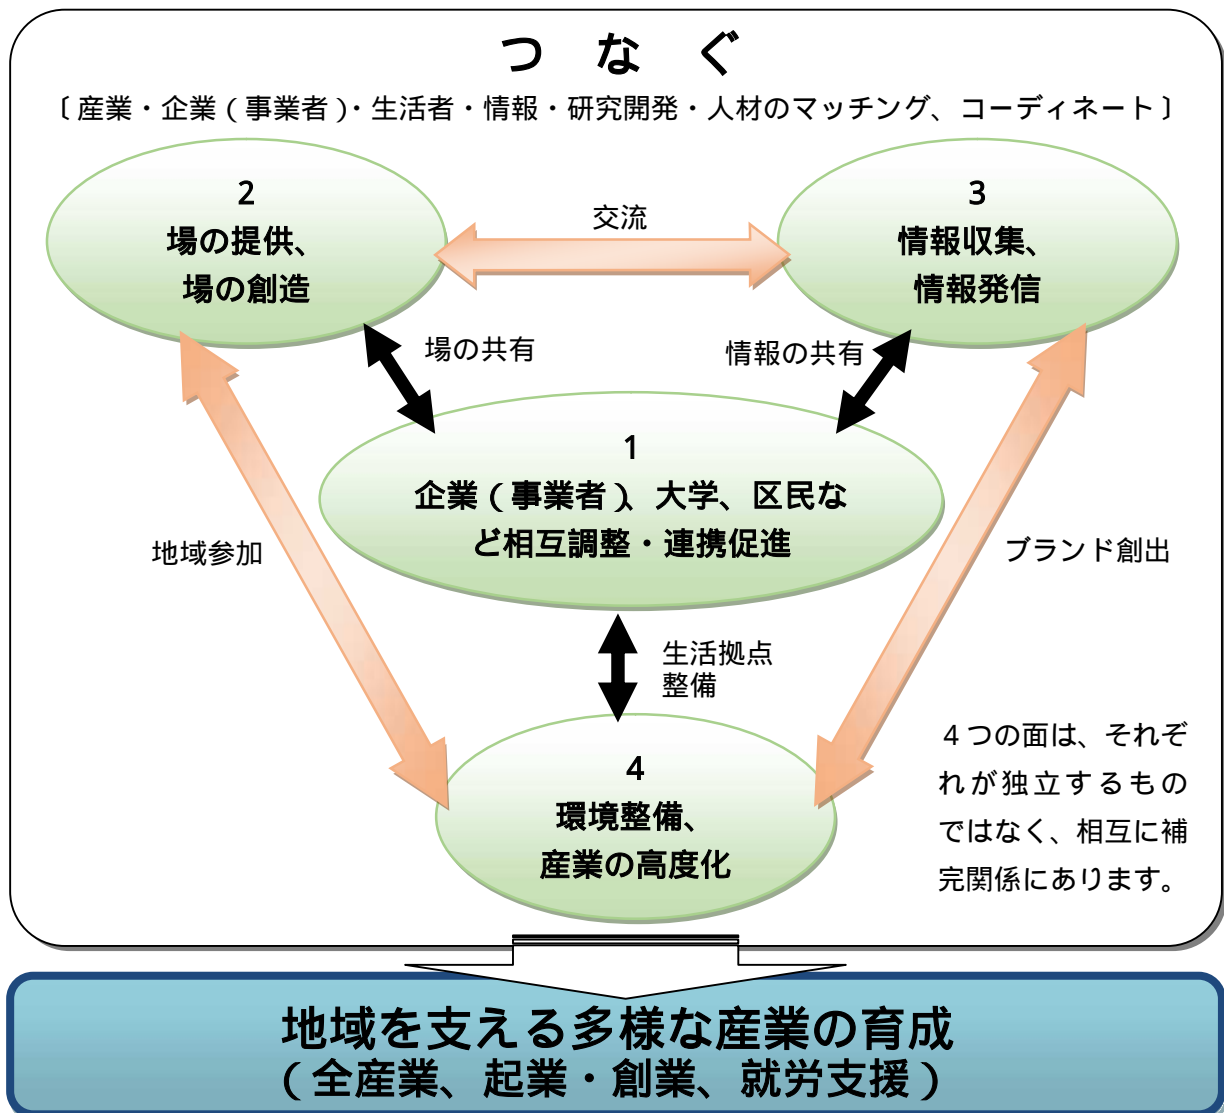 つ な ぐ
〔産業・企業（事業者）・生活者・情報・研究開発・人材のマッチング、コーディネート〕
2
場の提供、
場の創造
交流
3
情報収集、
情報発信
場の共有
情報の共有
1
企業（事業者）、大学、区民な
ど相互調整・連携促進
地域参加
ブランド創出
生活拠点
整備
4
環境整備、
産業の高度化
４つの面は、それぞ
れが独立するもの
ではなく、相互に補
完関係にあります。
地域を支える多様な産業の育成
（全産業、起業・創業、就労支援）